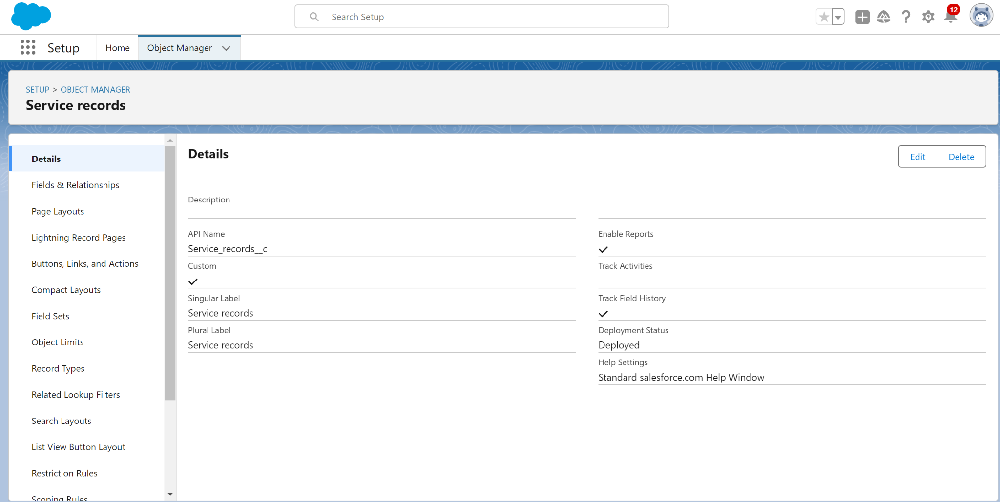 Search Setup
12
Setup
Home
Object Manager
SETUP > OBJECT MANAGER
Service records
Details
Fields & Relationships
Page Layouts
Lightning Record Pages
Buttons, Links, and Actions
Compact Layouts
Field Sets
Object Limits
Record Types
Related Lookup Filters
Search Layouts
List View Button Layout
Restriction Rules
Scoping Rules
Details
Edit
Delete
Description
API Name
Service_records__c
Custom
Singular Label
Service records
Plural Label
Service records
Enable Reports
Track Activities
Track Field History
Deployment Status
Deployed
Help Settings
Standard salesforce.com Help Window